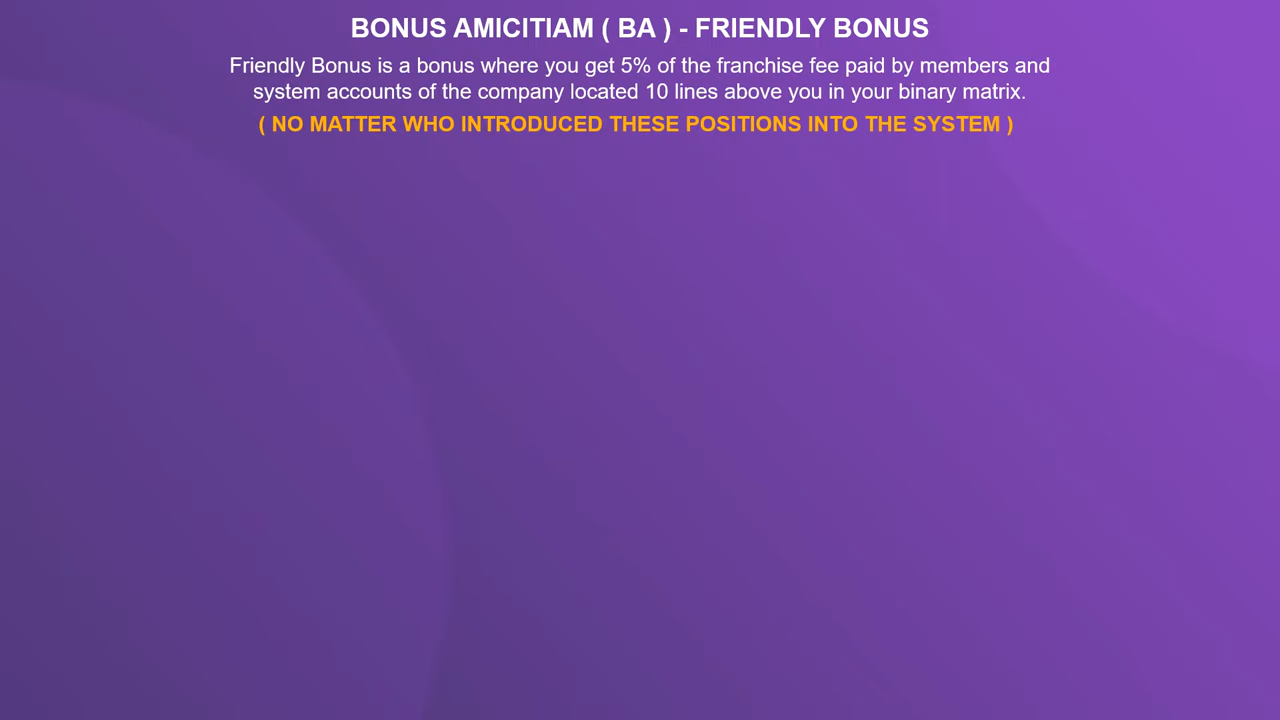 BONUS AMICITIAM ( BA ) - FRIENDLY BONUS
Friendly Bonus is a bonus where you get 5% of the franchise fee paid by members and
system accounts of the company located 10 lines above you in your binary matrix.
( NO MATTER WHO INTRODUCED THESE POSITIONS INTO THE SYSTEM )